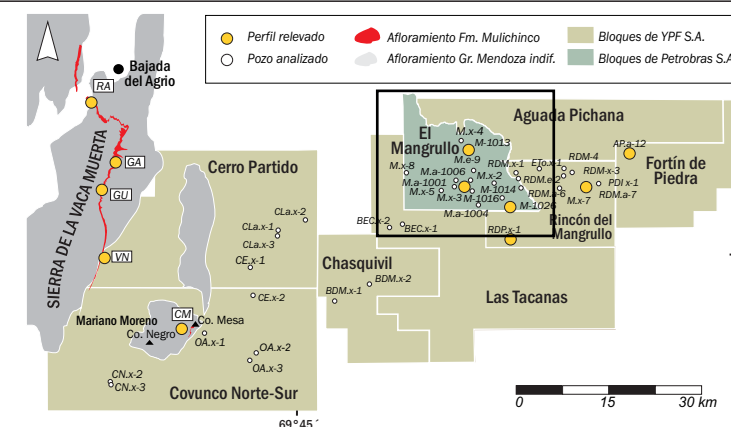 Perfil relevado
Pozo analizado
Afloramiento Fm. Mulichinco
Afloramiento Gr. Mendoza indif.
Bloques de YPF S.A.
Bloques de Petrobras S.A
Bajada
del Agrio
RA
GA
GU
VN
SIERRA DE LA VACA MUERTA
Cerro Partido
CLa.x-2
CLa.x-1
CLa.x-3
CE.x-1
CE.x-2
CM
Mariano Moreno
Co. Negro
Co. Mesa
OA.x-1
OA.x-2
OA.x-3
CN.x-2
CN.x-3
Covunco Norte-Sur
Chasquivil
BDM.x-2
BDM.x-1
BEC.x-2
BEC.x-1
El
Mangrullo
M.x-4
M-1013
M.e-9
M.x-8
M.a-1006
M.x-2
M.a-1001
M.x-5
M.x-3
M-1016
M-1014
M.a-1004
M-1026
Aguada Pichana
AP.a-12
RDM.x-1
ETo.x-1
RDM-4
RDM.x-3
RDM.e-2
RDM.a-6
PDI x-1
RDM.a-7
M.x-7
Fortín de
Piedra
Rincón del
Mangrullo
RDP.x-1
Las Tacanas
0
15
30 km
69°45´